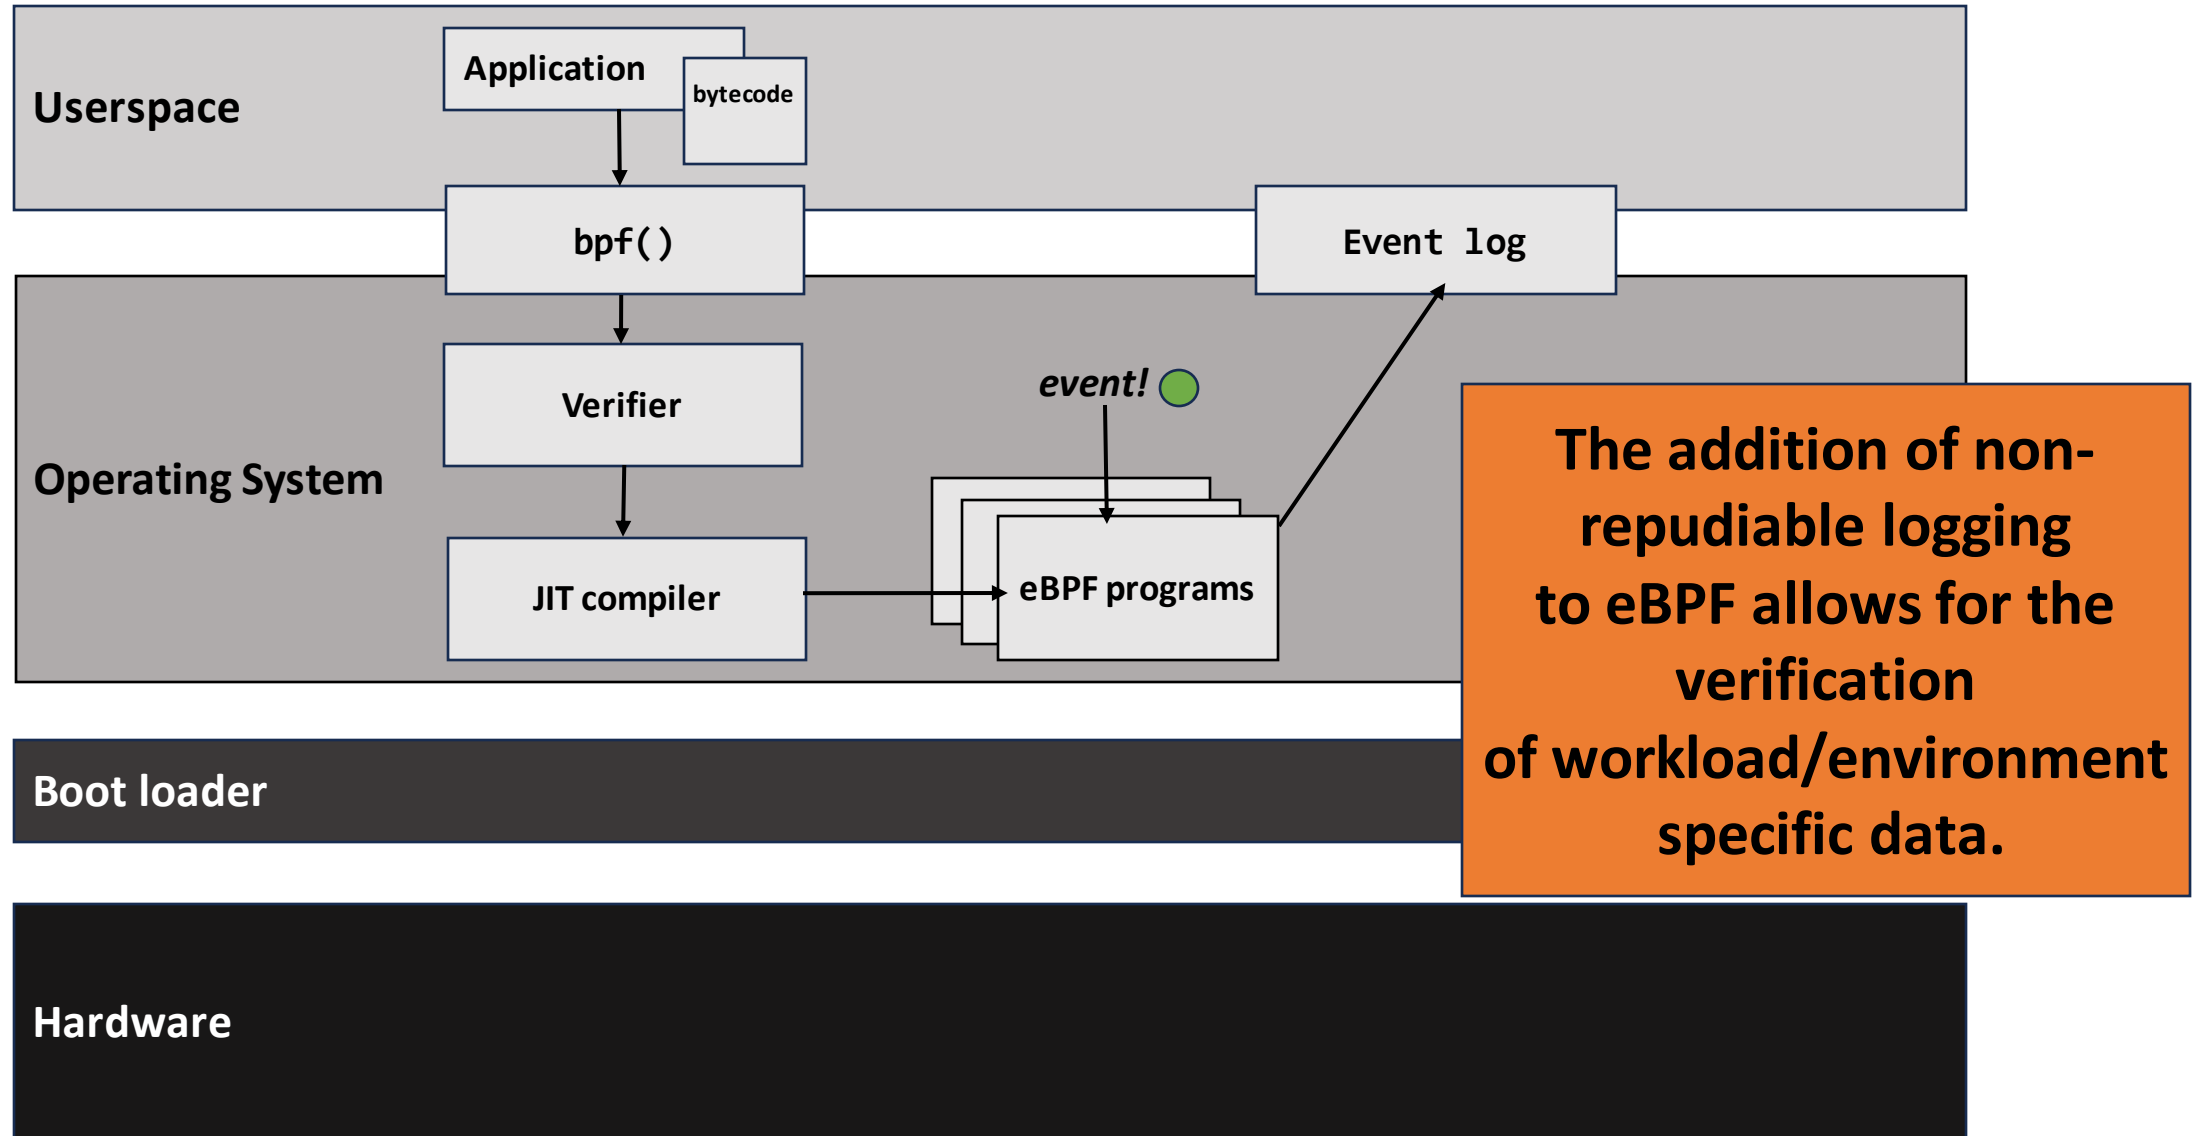 Userspace
Application
bytecode
bpf()
Event log
Operating System
Verifier
event!
JIT compiler
eBPF programs
The addition of non-
repudiable logging
to eBPF allows for the
verification
of workload/environment
specific data.
Boot loader
Hardware